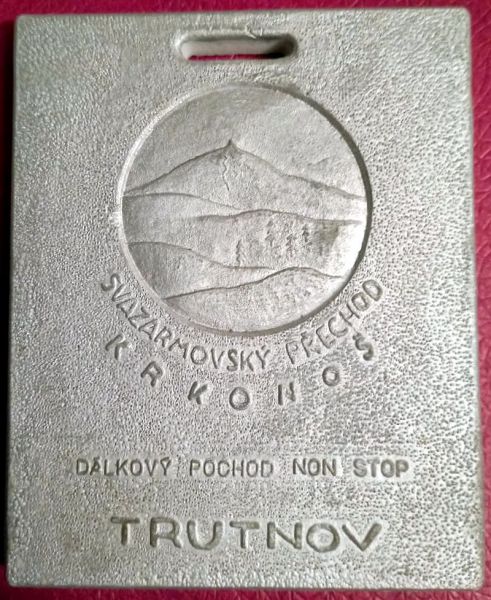 SVAZARMOVSKÝ PŘECHOD
KRKONOŠ
DÁLKOVÝ POCHOD NON STOP
TRUTNOV